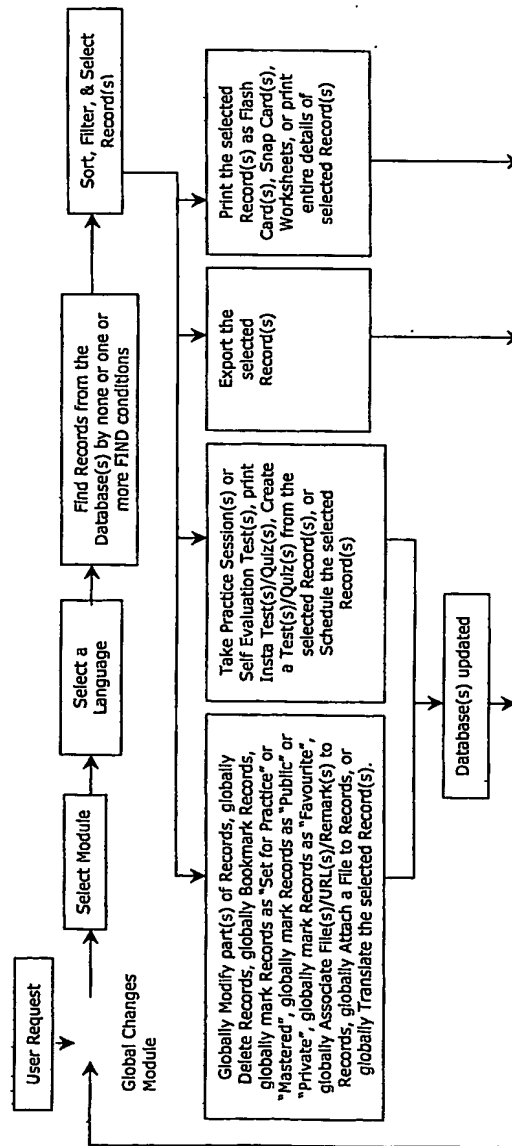 User Request
Global Changes
Module
Select Module
Select a
Language
Find Records from the
Database(s) by none or one or
more FIND conditions
Sort, Filter, & Select
Record(s)
Globally Modify part(s) of Records, globally
Delete Records, globally Bookmark Records,
globally mark Records as "Set for Practice" or
"Mastered", globally mark Records as "Public" or
"Private", globally mark Records as "Favourite",
globally Associate File(s)/URL(s)/Remark(s) to
Records, globally Attach a File to Records, or
globally Translate the selected Record(s).
Take Practice Session(s) or
Self Evaluation Test(s), print
Insta Test(s)/Quiz(s), Create
a Test(s)/Quiz(s) from the
selected Record(s), or
Schedule the selected
Record(s)
Export the
selected
Record(s)
Print the selected
Record(s) as Flash
Card(s), Snap Card(s),
Worksheets, or print
entire details of
selected Record(s)
Database(s) updated